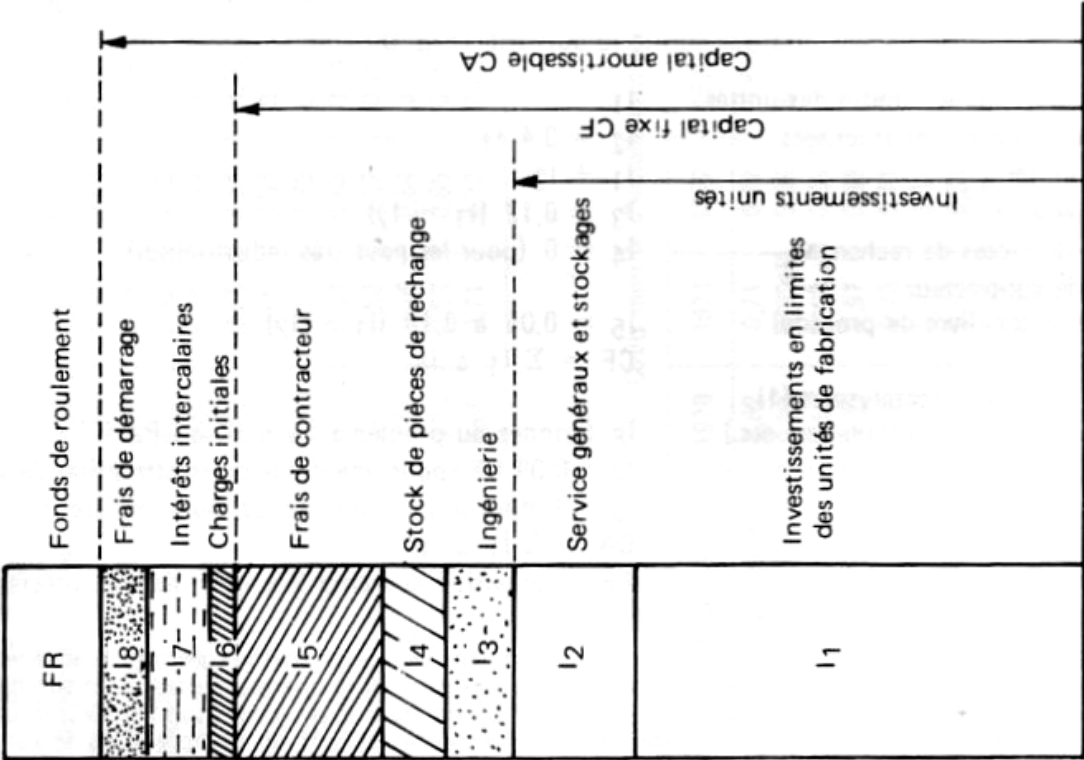 FR
Fonds de roulement
I8
Frais de démarrage
I7
Intérêts intercalaires
I6
Charges initiales
I5
Frais de contracteur
I4
Stock de pièces de rechange
I3
Ingénierie
I2
Service généraux et stockages
I1
Investissements en limites
des unités de fabrication
Investissements unités
Capital fixe CF
Capital amortissable CA